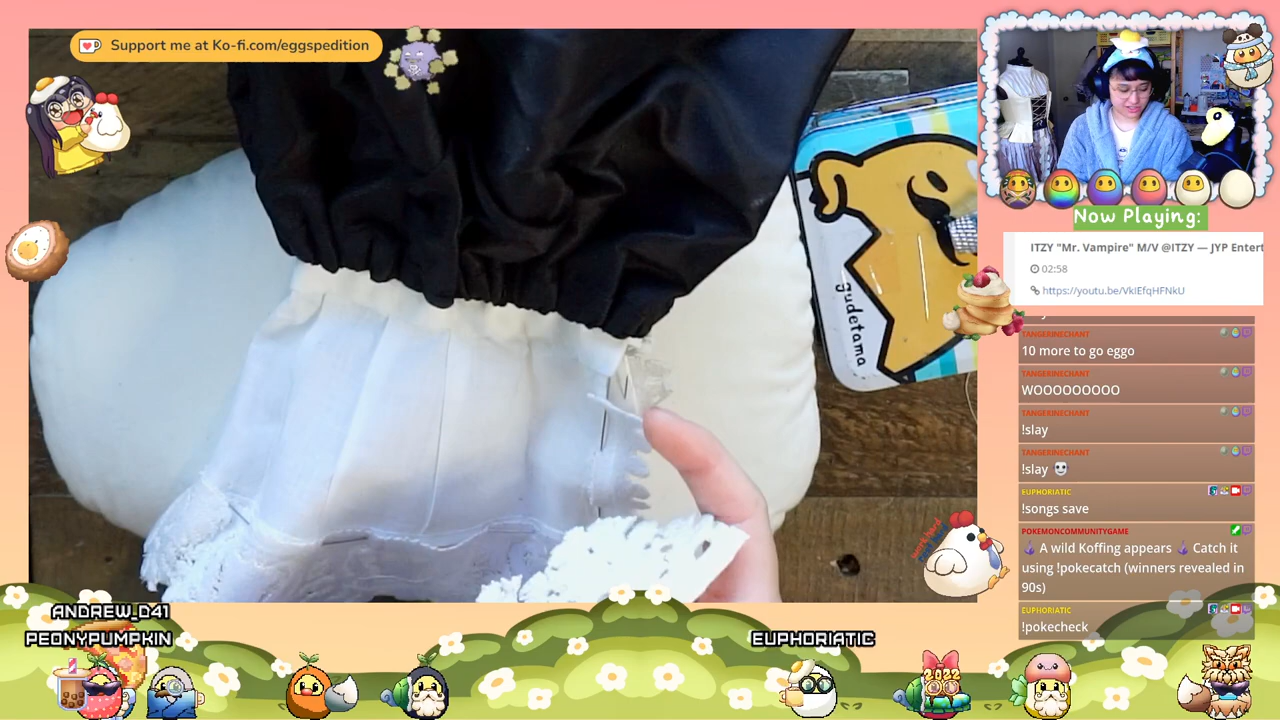 Support me at Ko-fi.com/eggspedition
gudetama
Now Playing:
ITZY "Mr. Vampire" M/V @ITZY — JYP Entert
02:58
https://youtu.be/VkIEfqHFNkU
TANGERINECHANT
10 more to go eggo
TANGERINECHANT
WOOOOOOOOO
TANGERINECHANT
!slay
TANGERINECHANT
!slay
EUPHORIATIC
!songs save
POKEMONCOMMUNITYGAME
A wild Koffing appears Catch it
using !pokecatch (winners revealed in
90s)
EUPHORIATIC
!pokecheck
ANDREW_D41
PEONYPUMPKIN
EUPHORIATIC
2022